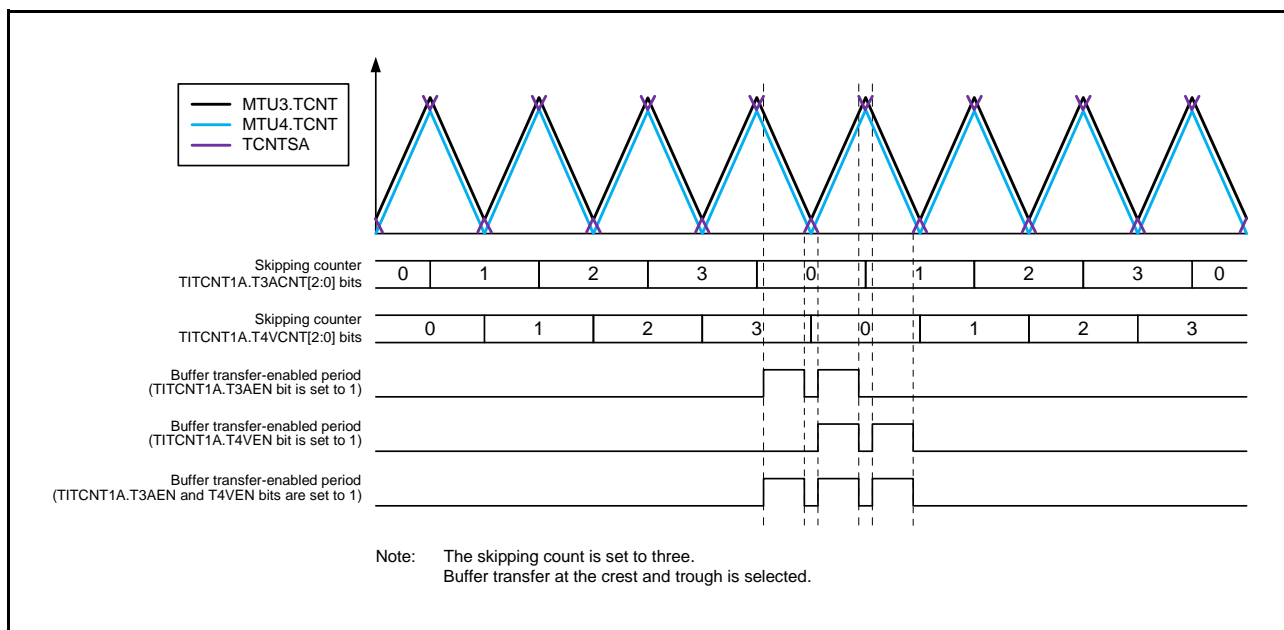 MTU3.TCNT
MTU4.TCNT
TCNTSA
Skipping counter
TITCNT1A.T3ACNT[2:0] bits
0 1 2 3 0 1 2 3 0
Skipping counter
TITCNT1A.T4VCNT[2:0] bits
0 1 2 3 0 1 2 3
Buffer transfer-enabled period
(TITCNT1A.T3AEN bit is set to 1)
Buffer transfer-enabled period
(TITCNT1A.T4VEN bit is set to 1)
Buffer transfer-enabled period
(TITCNT1A.T3AEN and T4VEN bits are set to 1)
Note: The skipping count is set to three.
Buffer transfer at the crest and trough is selected.